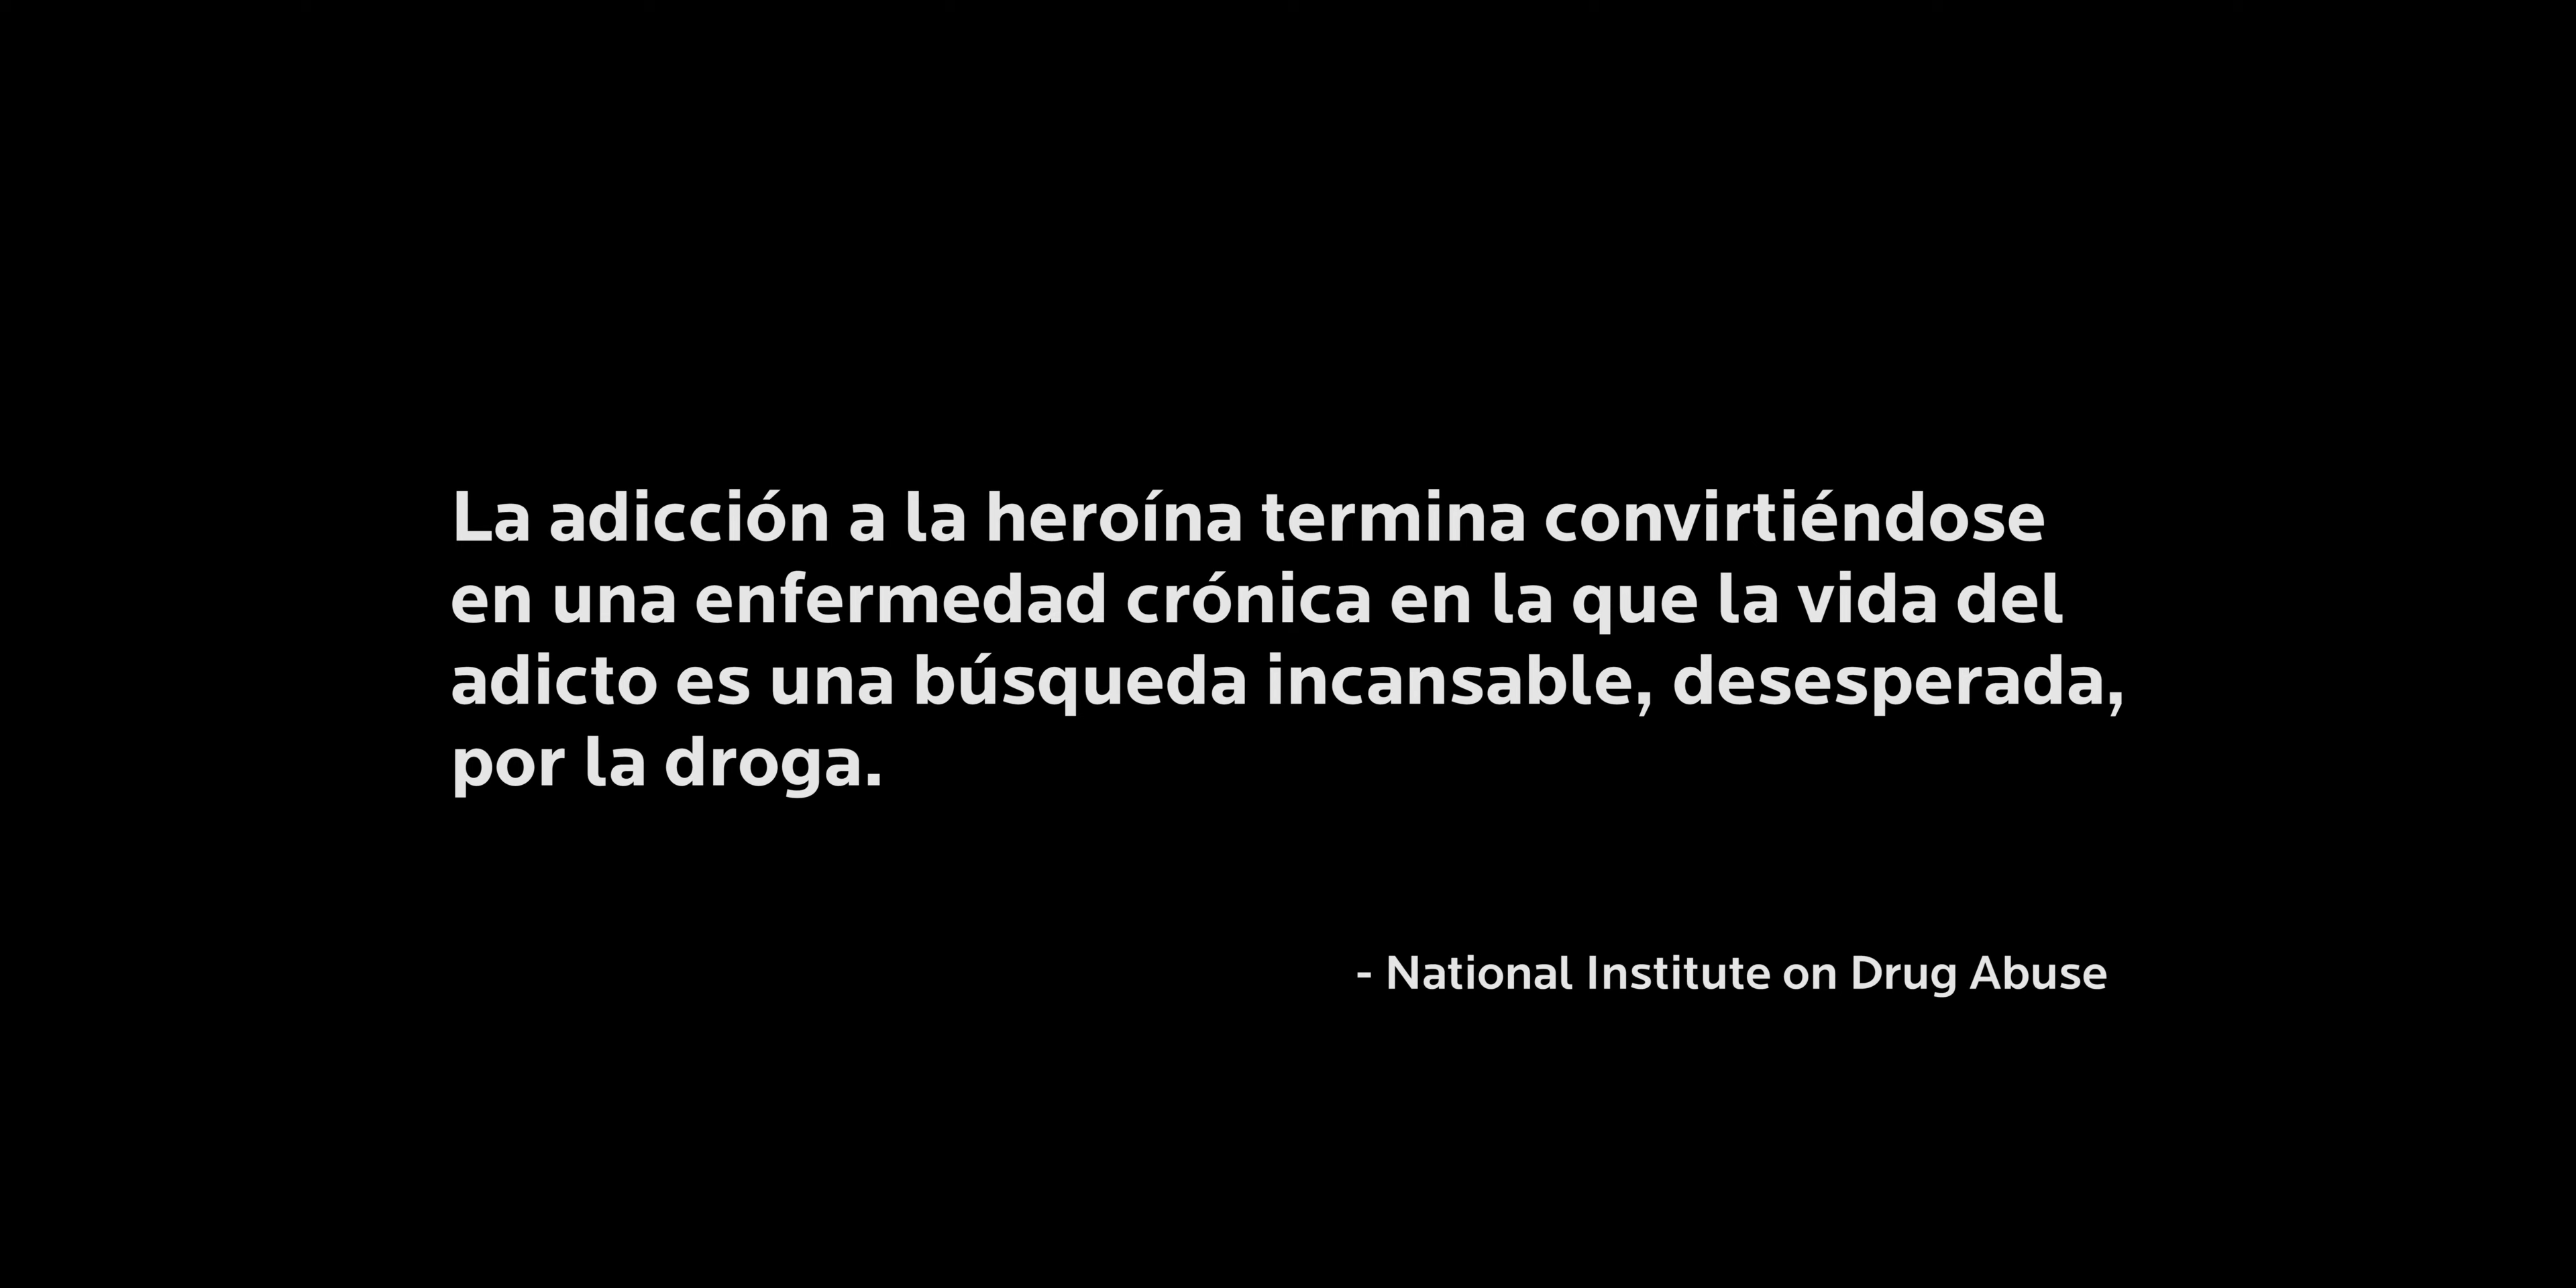 La adicción a la heroína termina convirtiéndose
en una enfermedad crónica en la que la vida del
adicto es una búsqueda incansable, desesperada,
por la droga.
- National Institute on Drug Abuse